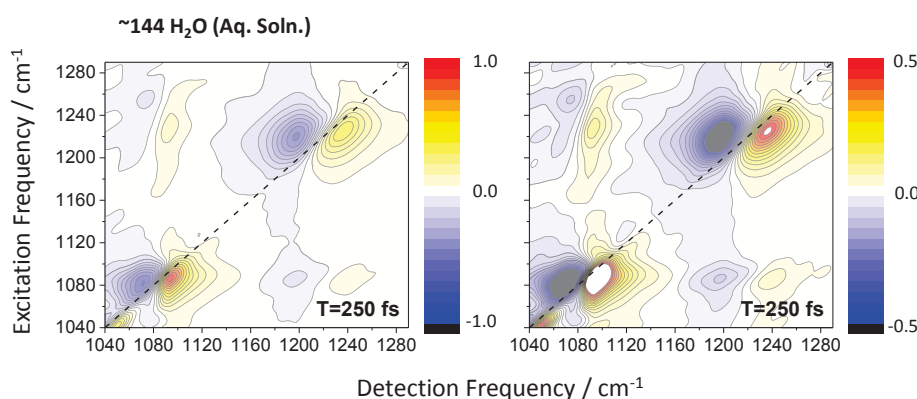 ~144 H₂O (Aq. Soln.)
Excitation Frequency / cm⁻¹
1280
1240
1200
1160
1120
1080
1040
1040 1080 1120 1160 1200 1240 1280
T=250 fs
1.0
0.0
-1.0
1040 1080 1120 1160 1200 1240 1280
T=250 fs
0.5
0.0
-0.5
Detection Frequency / cm⁻¹